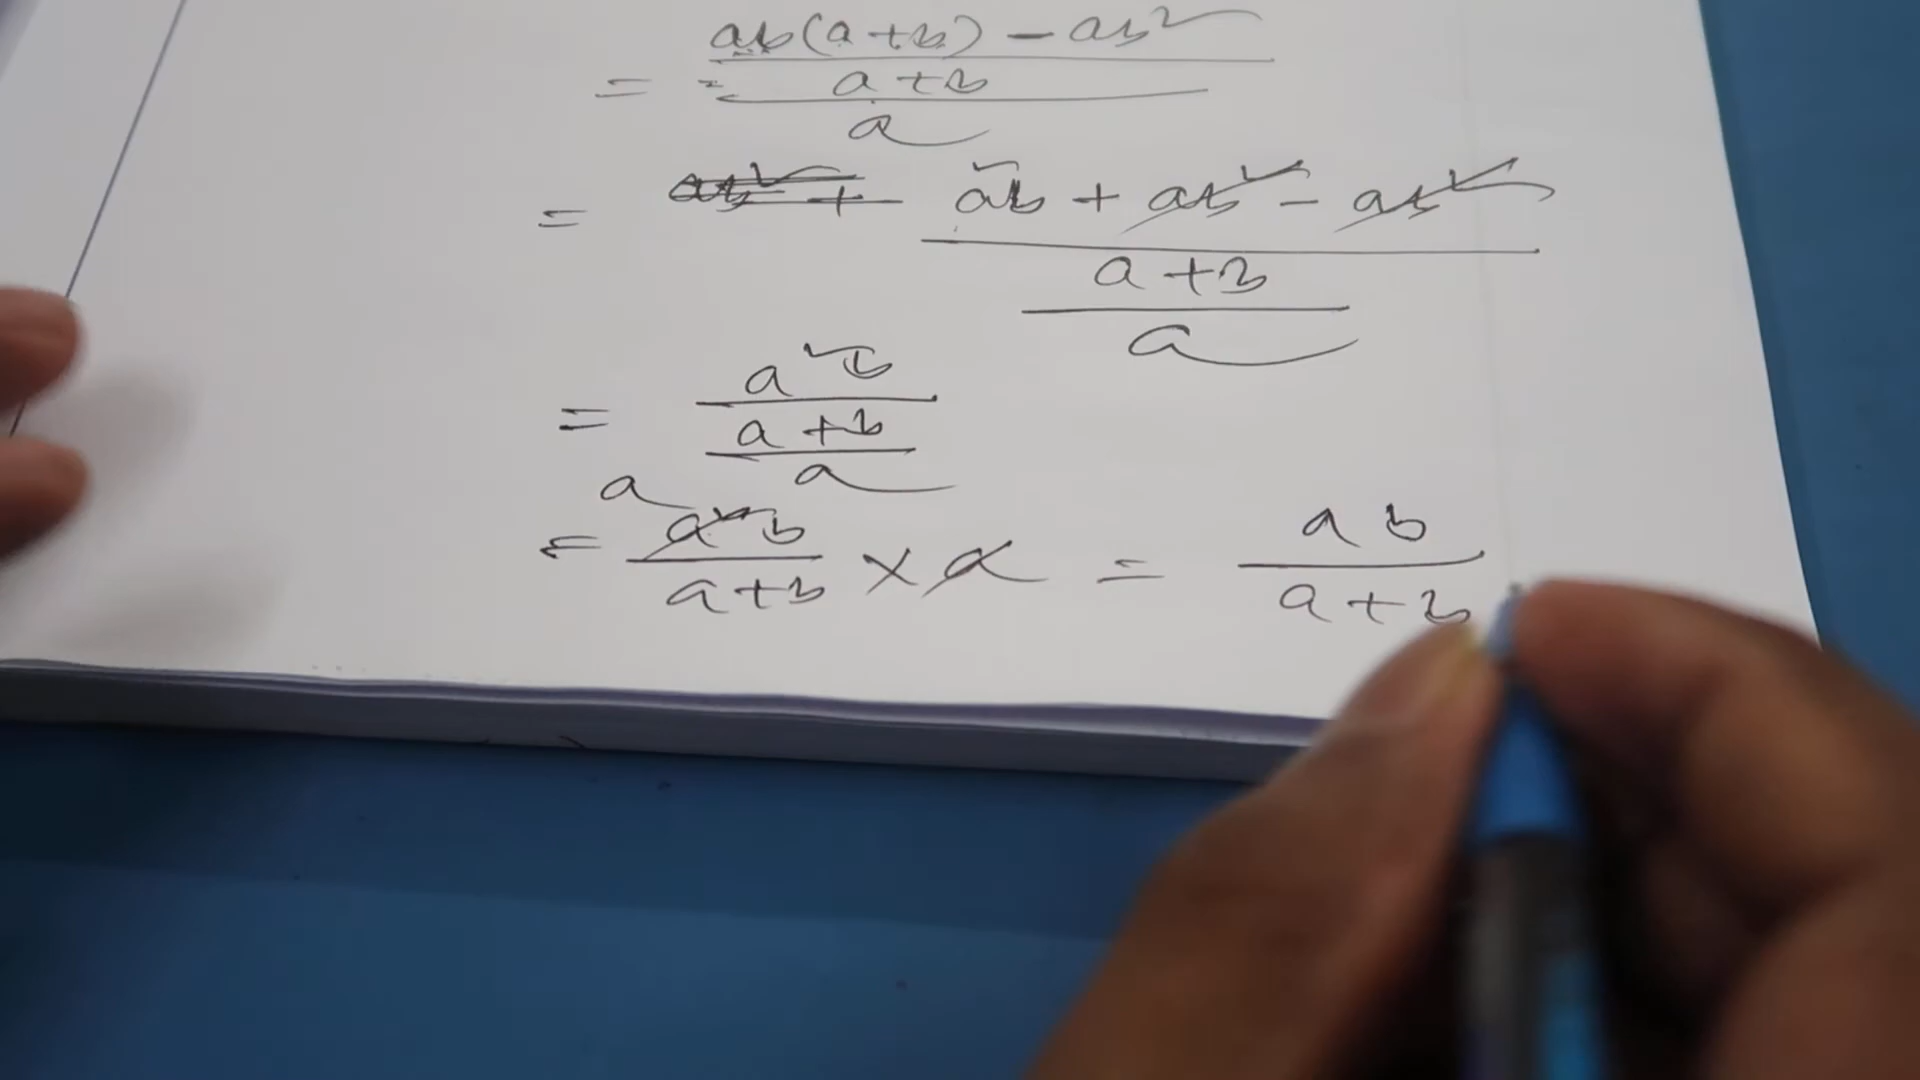 ab(a+b) - ab²
= a+b
a
= ab² + a²b + ab² - ab²
a+b
a
a²b
= a+b
a
a
= a²b/a+b × a = ab/a+b